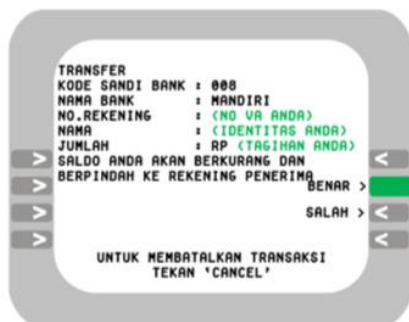 TRANSFER
KODE SANDI BANK : 008
NAMA BANK : MANDIRI
NO.REKENING : (NO VA ANDA)
NAMA : (IDENTITAS ANDA)
JUMLAH : RP (TAGIHAN ANDA)
SALDO ANDA AKAN BERKURANG DAN
BERPINDAH KE REKENING PENERIMA
BENAR >
SALAH >
UNTUK MEMBATALKAN TRANSAKSI
TEKAN 'CANCEL'